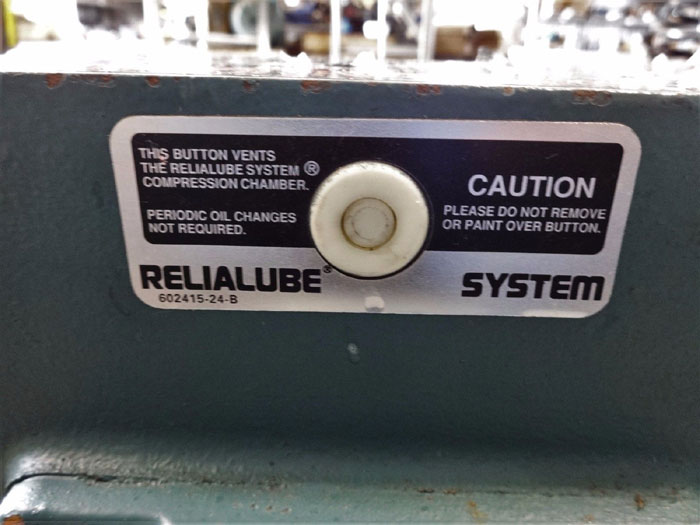 THIS BUTTON VENTS
THE RELIALUBE SYSTEM ®
COMPRESSION CHAMBER.
PERIODIC OIL CHANGES
NOT REQUIRED.
CAUTION
PLEASE DO NOT REMOVE
OR PAINT OVER BUTTON.
RELIALUBE® SYSTEM
602415-24-B